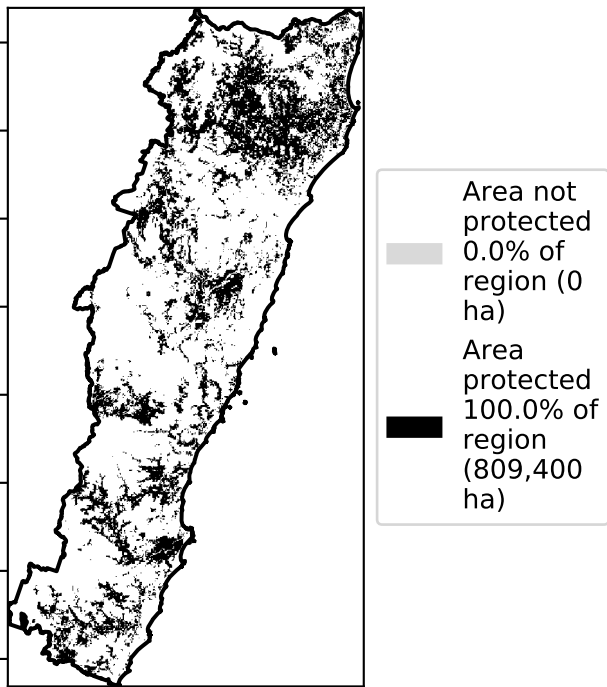 Area not
protected
0.0% of
region (0
ha)
Area
protected
100.0% of
region
(809,400
ha)